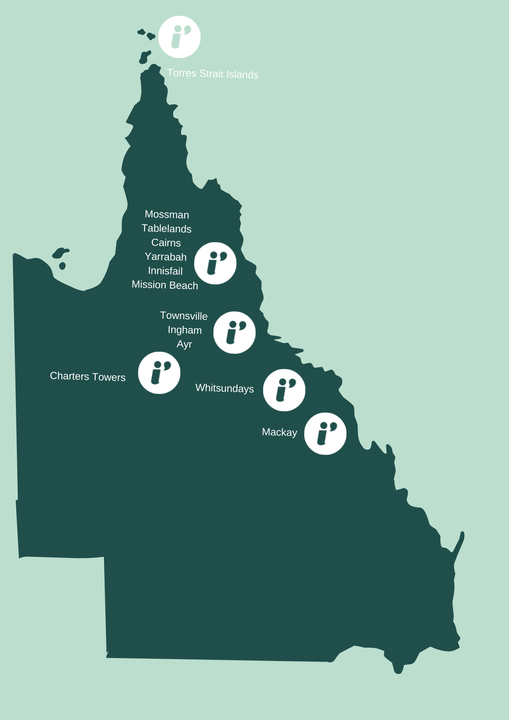 Torres Strait Islands
Mossman
Tablelands
Cairns
Yarrabah
Innisfail
Mission Beach
Townsville
Ingham
Ayr
Charters Towers
Whitsundays
Mackay